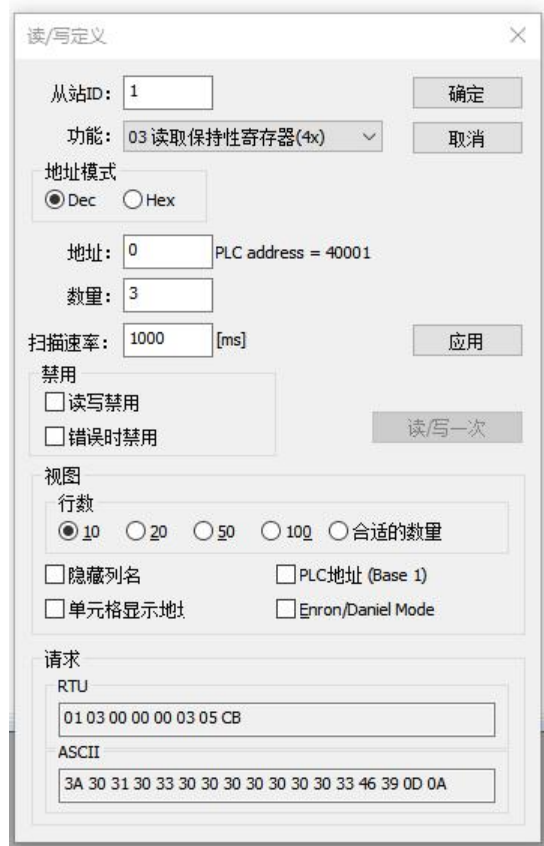 读/写定义
从站ID: 1 确定
功能: 03 读取保持性寄存器(4x) 取消
地址模式
Dec Hex
地址: 0 PLC address = 40001
数量: 3
扫描速率: 1000 [ms] 应用
禁用
读写禁用
错误时禁用 读/写一次
视图
行数
10 20 50 100 合适的数量
隐藏列名 PLC地址 (Base 1)
单元格显示地 Enron/Daniel Mode
请求
RTU
01 03 00 00 00 03 05 CB
ASCII
3A 30 31 30 33 30 30 30 30 30 30 30 33 46 39 0D 0A